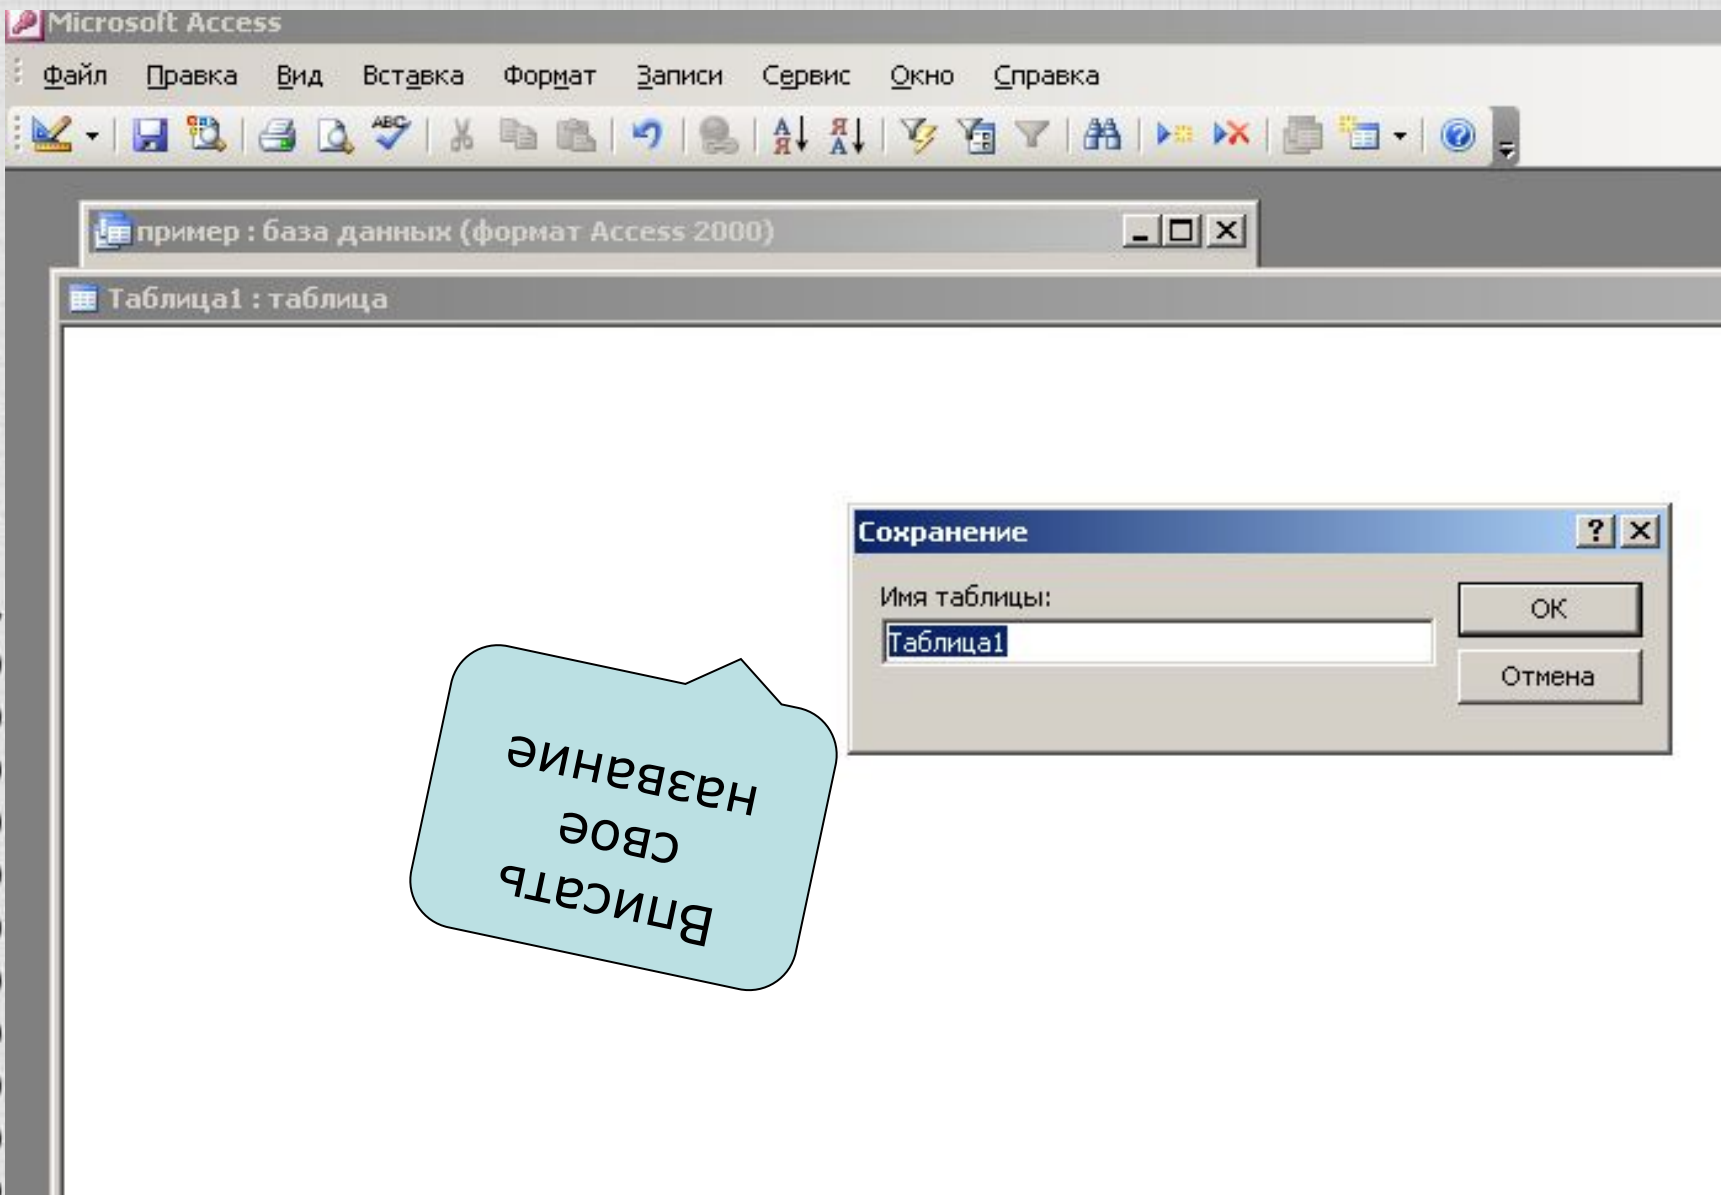 Microsoft Access
Файл Правка Вид Вставка Формат Записи Сервис Окно Справка
пример : база данных (формат Access 2000)
Таблица1 : таблица
Сохранение
Имя таблицы:
Таблица1
ОК
Отмена
Вписать
свое
название